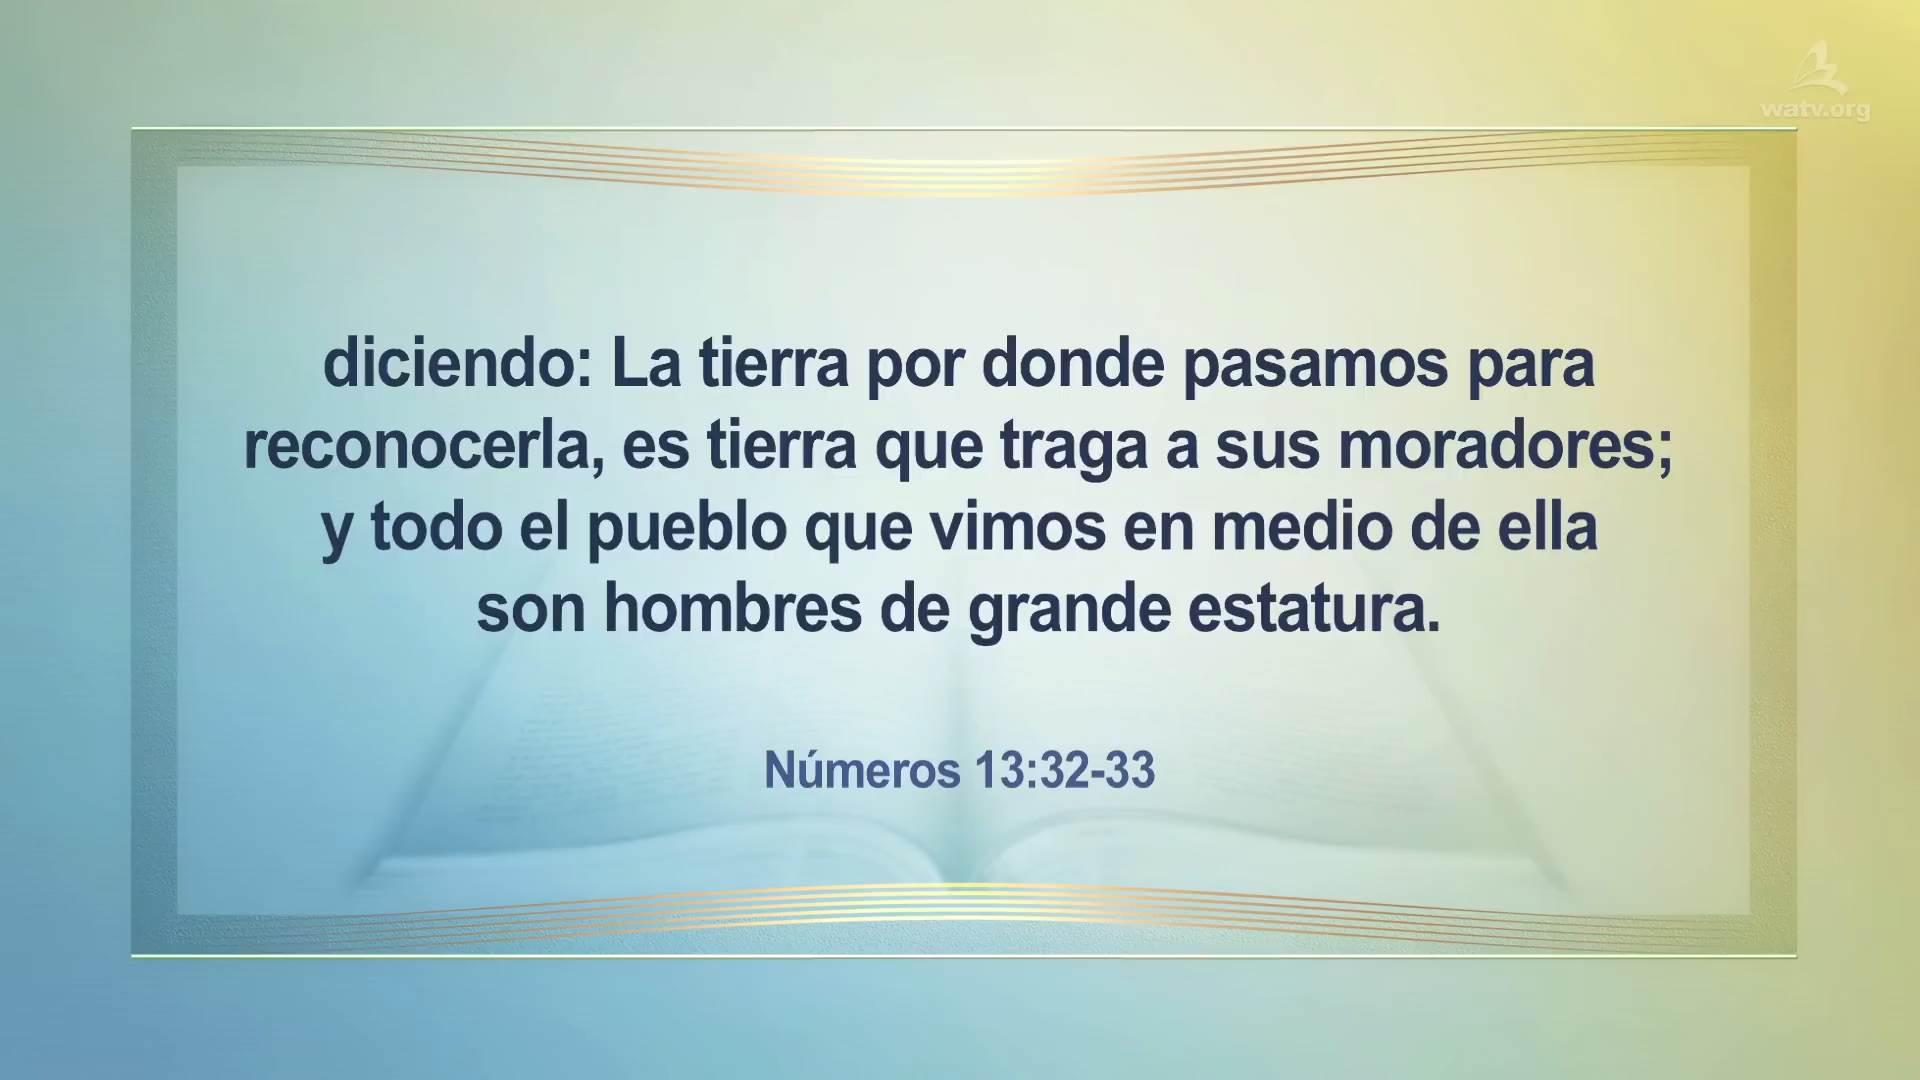 watv.org
diciendo: La tierra por donde pasamos para
reconocerla, es tierra que traga a sus moradores;
y todo el pueblo que vimos en medio de ella
son hombres de grande estatura.
Números 13:32-33